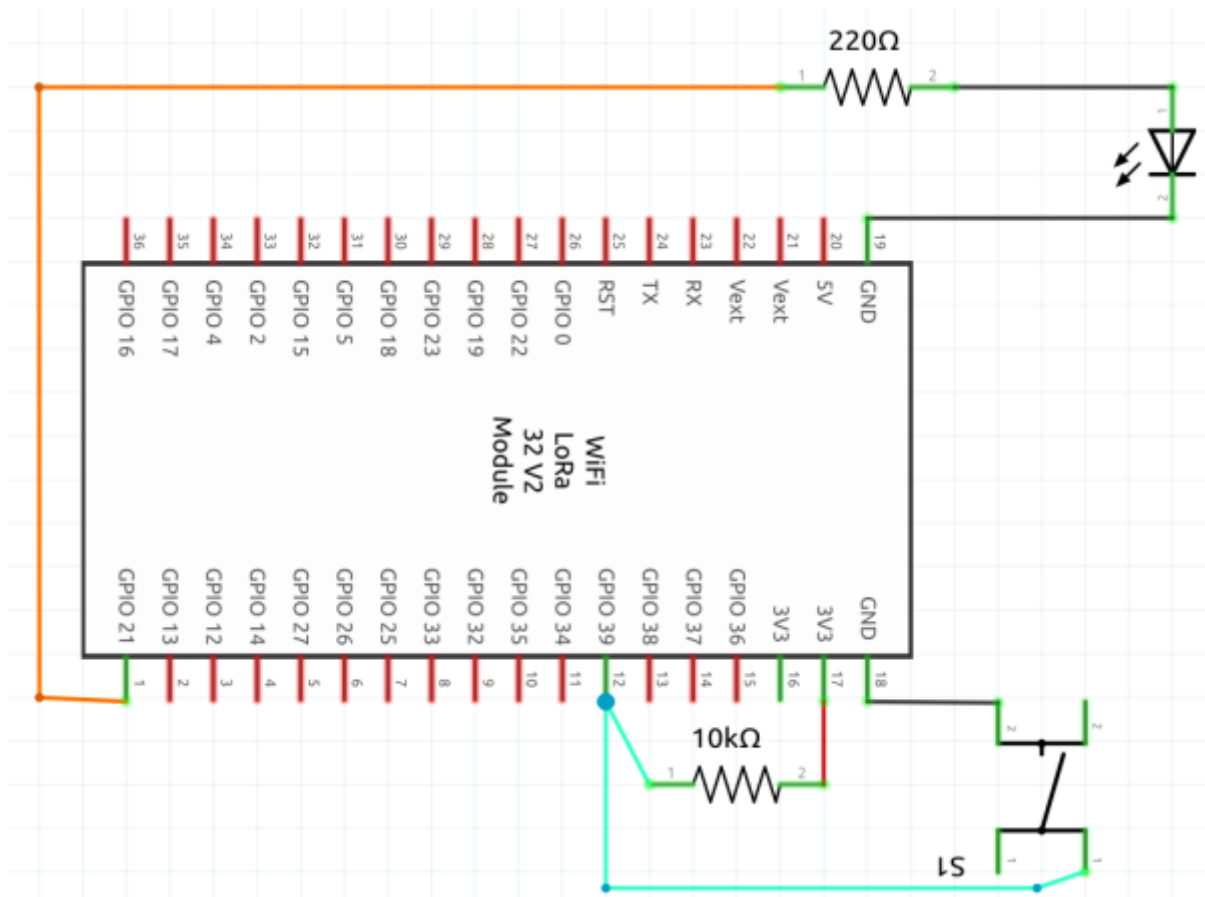 220Ω
1 2
1
2
36 35 34 33 32 31 30 29 28 27 26 25 24 23 22 21 20 19
GPIO 16
GPIO 17
GPIO 4
GPIO 2
GPIO 15
GPIO 5
GPIO 18
GPIO 23
GPIO 19
GPIO 22
GPIO 0
RST
TX
RX
Vext
Vext
5V
GND
WiFi
LoRa
32 V2
Module
GPIO 21
GPIO 13
GPIO 12
GPIO 14
GPIO 27
GPIO 26
GPIO 25
GPIO 33
GPIO 32
GPIO 35
GPIO 34
GPIO 39
GPIO 38
GPIO 37
GPIO 36
3V3
3V3
GND
1 2 3 4 5 6 7 8 9 10 11 12 13 14 15 16 17 18
10kΩ
1 2
2 2
1 1
S1